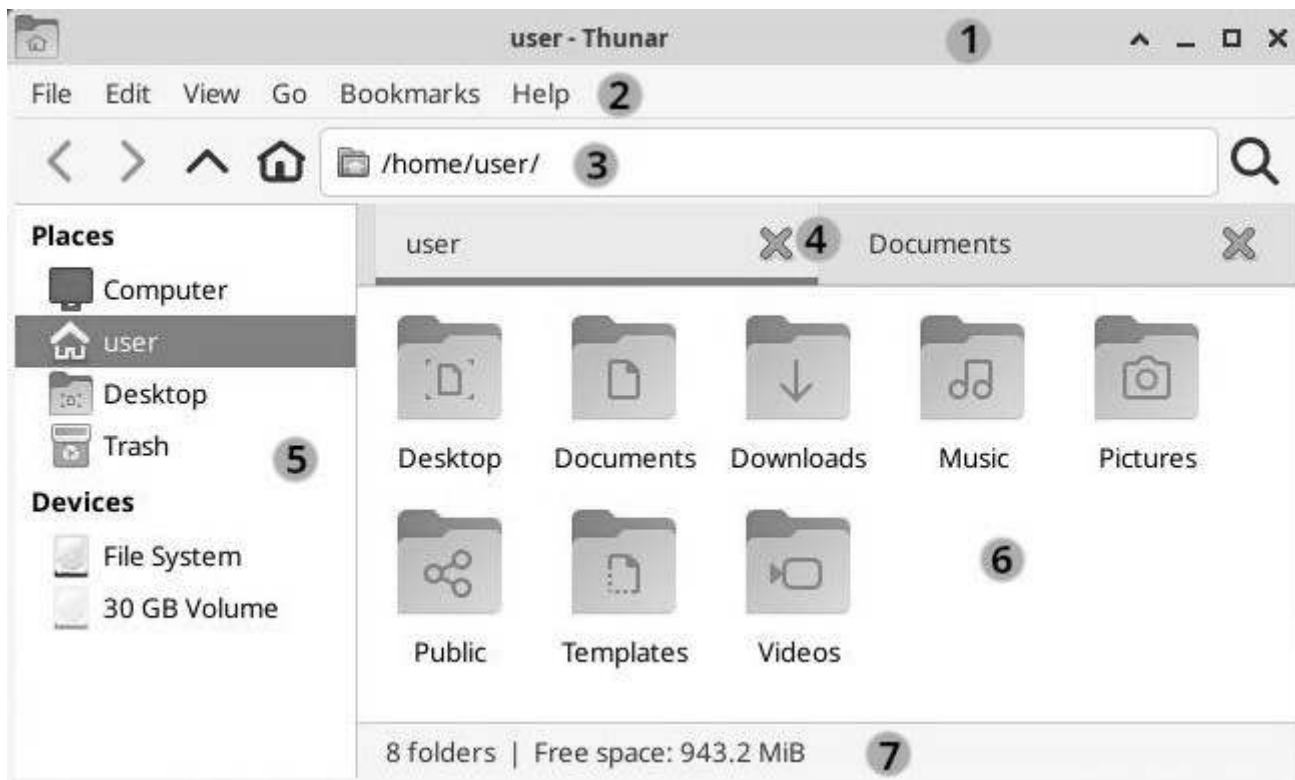 user - Thunar 1
File Edit View Go Bookmarks Help 2
/home/user/ 3
Places
Computer
user
Desktop
Trash
5
Devices
File System
30 GB Volume
user 4 Documents
Desktop Documents Downloads Music Pictures
6
Public Templates Videos
8 folders | Free space: 943.2 MiB 7